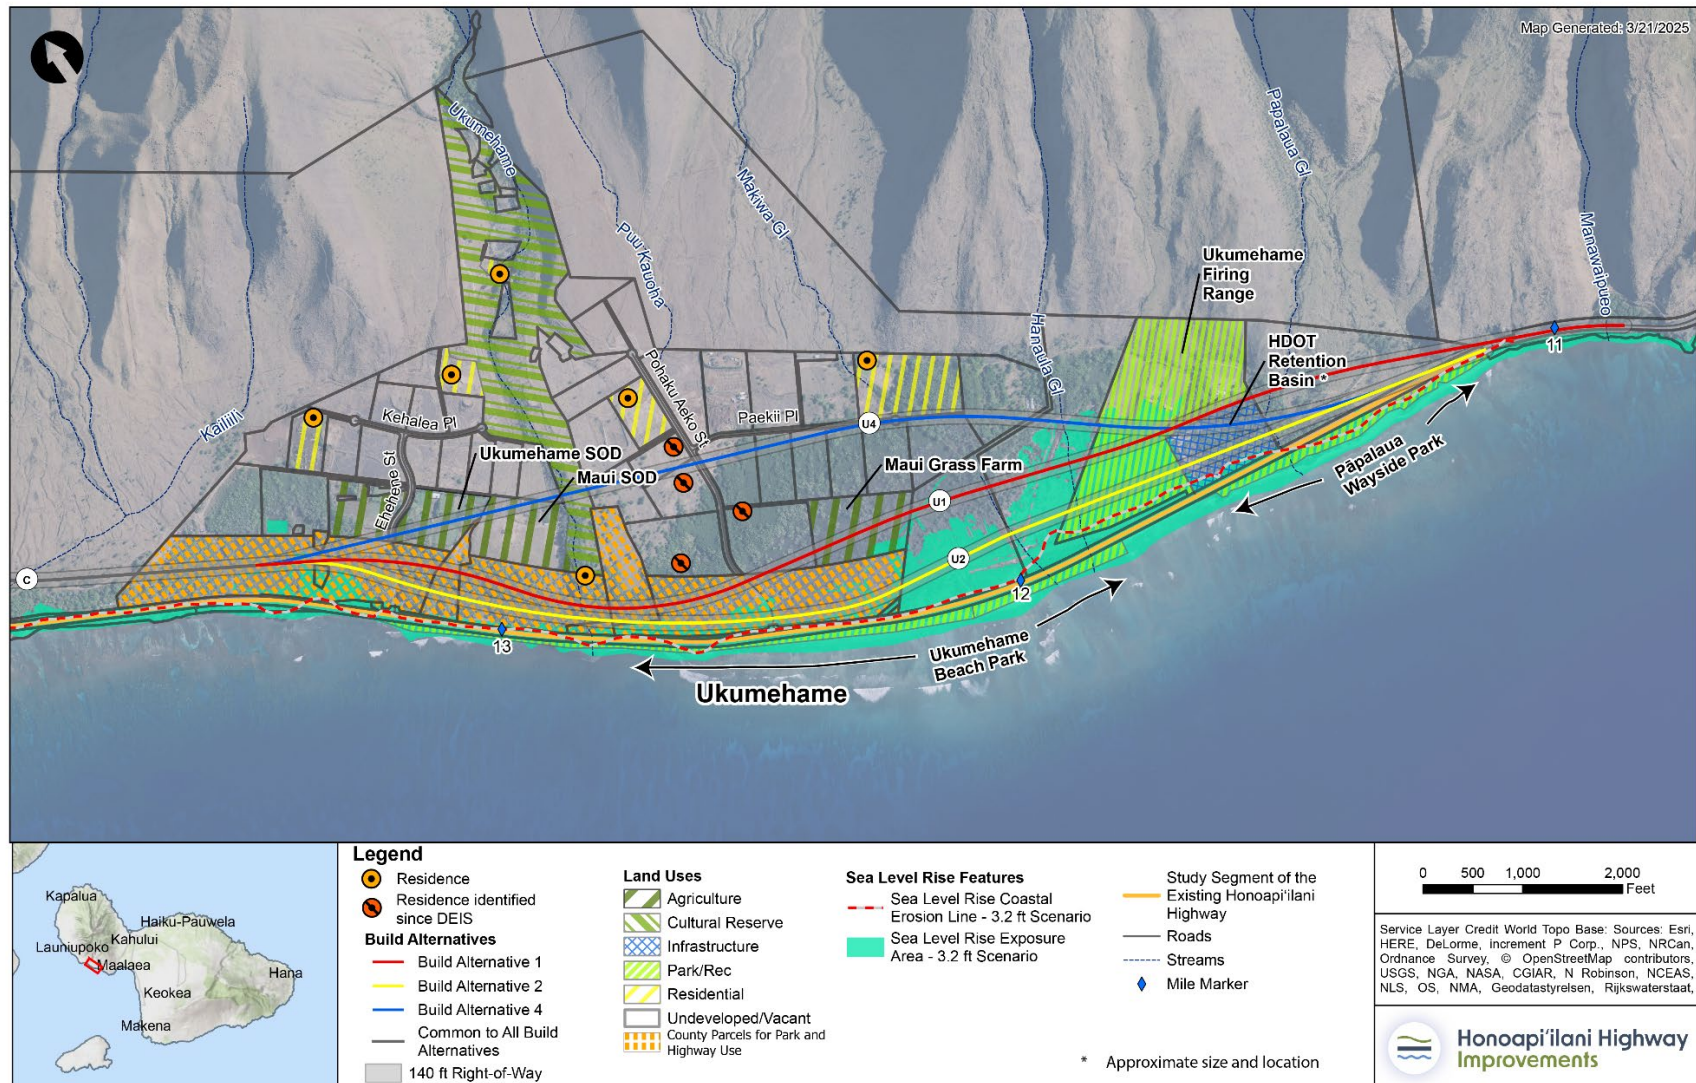 Map Generated: 3/21/2025
Ukumehame
Makiwa Gl
Papalaua Gl
Manawaipueo
Puu Kauoha
Hanaula Gl
Kailili
Ukumehame
Firing
Range
HDOT
Retention
Basin *
11
Pohaku Aeko St
Paekii Pl
Kehalea Pl
Ehehene St
U4
Ukumehame SOD
Maui SOD
Maui Grass Farm
U1
U2
C
Pāpalaua
Wayside Park
12
13
Ukumehame
Beach Park
Ukumehame
Kapalua
Haiku-Pauwela
Launiupoko
Kahului
Maalaea
Hana
Keokea
Makena
Legend
Residence
Residence identified
since DEIS
Build Alternatives
Build Alternative 1
Build Alternative 2
Build Alternative 4
Common to All Build
Alternatives
140 ft Right-of-Way
Land Uses
Agriculture
Cultural Reserve
Infrastructure
Park/Rec
Residential
Undeveloped/Vacant
County Parcels for Park and
Highway Use
Sea Level Rise Features
Sea Level Rise Coastal
Erosion Line - 3.2 ft Scenario
Sea Level Rise Exposure
Area - 3.2 ft Scenario
Study Segment of the
Existing Honoapiʻilani
Highway
Roads
Streams
Mile Marker
* Approximate size and location
0 500 1,000 2,000
Feet
Service Layer Credit World Topo Base: Sources: Esri,
HERE, DeLorme, increment P Corp., NPS, NRCan,
Ordnance Survey, © OpenStreetMap contributors,
USGS, NGA, NASA, CGIAR, N Robinson, NCEAS,
NLS, OS, NMA, Geodatastyrelsen, Rijkswaterstaat,
Honoapiʻilani Highway
Improvements